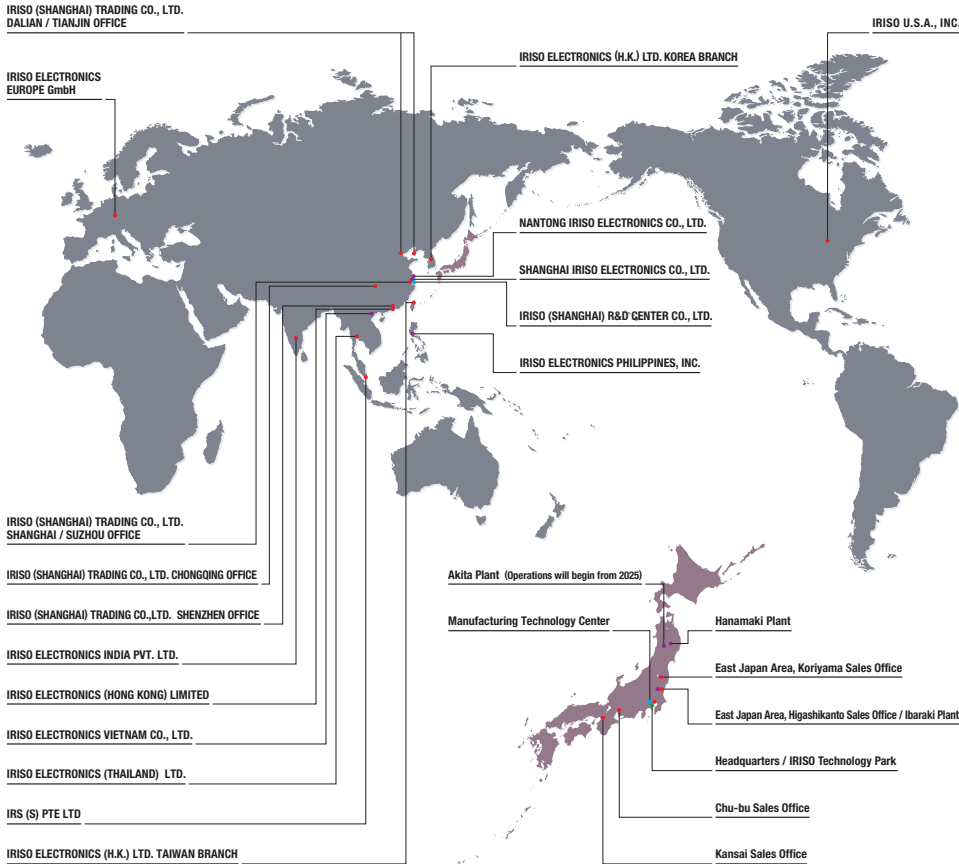 IRISO (SHANGHAI) TRADING CO., LTD.
DALIAN / TIANJIN OFFICE
IRISO U.S.A., INC.
IRISO ELECTRONICS (H.K.) LTD. KOREA BRANCH
IRISO ELECTRONICS
EUROPE GmbH
NANTONG IRISO ELECTRONICS CO., LTD.
SHANGHAI IRISO ELECTRONICS CO., LTD.
IRISO (SHANGHAI) R&D CENTER CO., LTD.
IRISO ELECTRONICS PHILIPPINES, INC.
IRISO (SHANGHAI) TRADING CO., LTD.
SHANGHAI / SUZHOU OFFICE
IRISO (SHANGHAI) TRADING CO., LTD. CHONGQING OFFICE
IRISO (SHANGHAI) TRADING CO.,LTD. SHENZHEN OFFICE
IRISO ELECTRONICS INDIA PVT. LTD.
IRISO ELECTRONICS (HONG KONG) LIMITED
IRISO ELECTRONICS VIETNAM CO., LTD.
IRISO ELECTRONICS (THAILAND) LTD.
IRS (S) PTE LTD
IRISO ELECTRONICS (H.K.) LTD. TAIWAN BRANCH
Akita Plant (Operations will begin from 2025)
Manufacturing Technology Center
Hanamaki Plant
East Japan Area, Koriyama Sales Office
East Japan Area, Higashikanto Sales Office / Ibaraki Plant
Headquarters / IRISO Technology Park
Chu-bu Sales Office
Kansai Sales Office